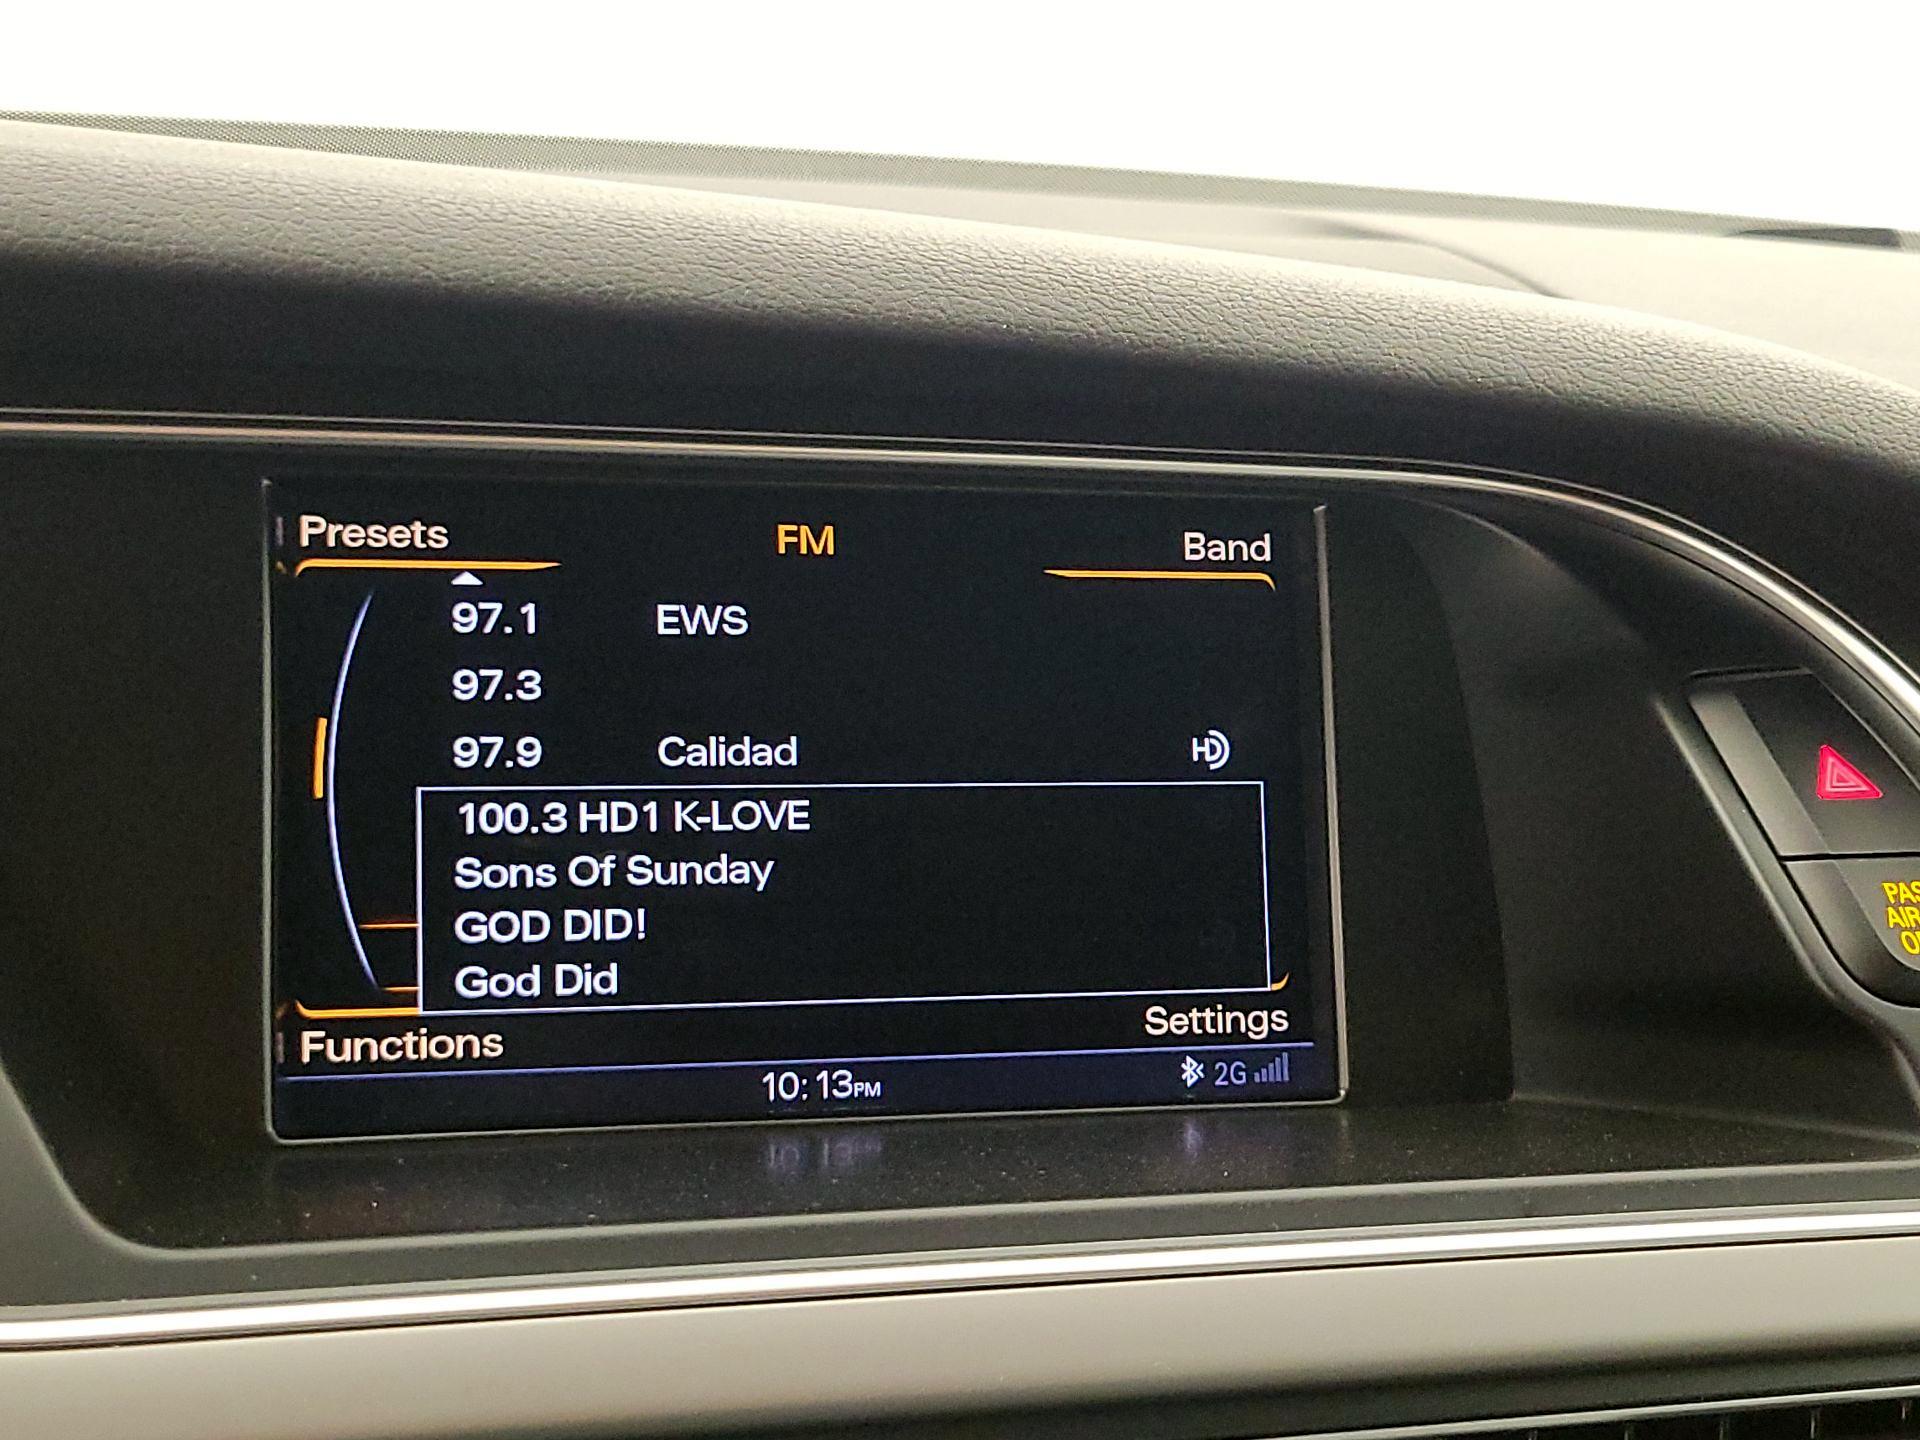 Presets FM Band
97.1 EWS
97.3
97.9 Calidad HD
100.3 HD1 K-LOVE
Sons Of Sunday
GOD DID!
God Did
Functions Settings
10:13PM 2G